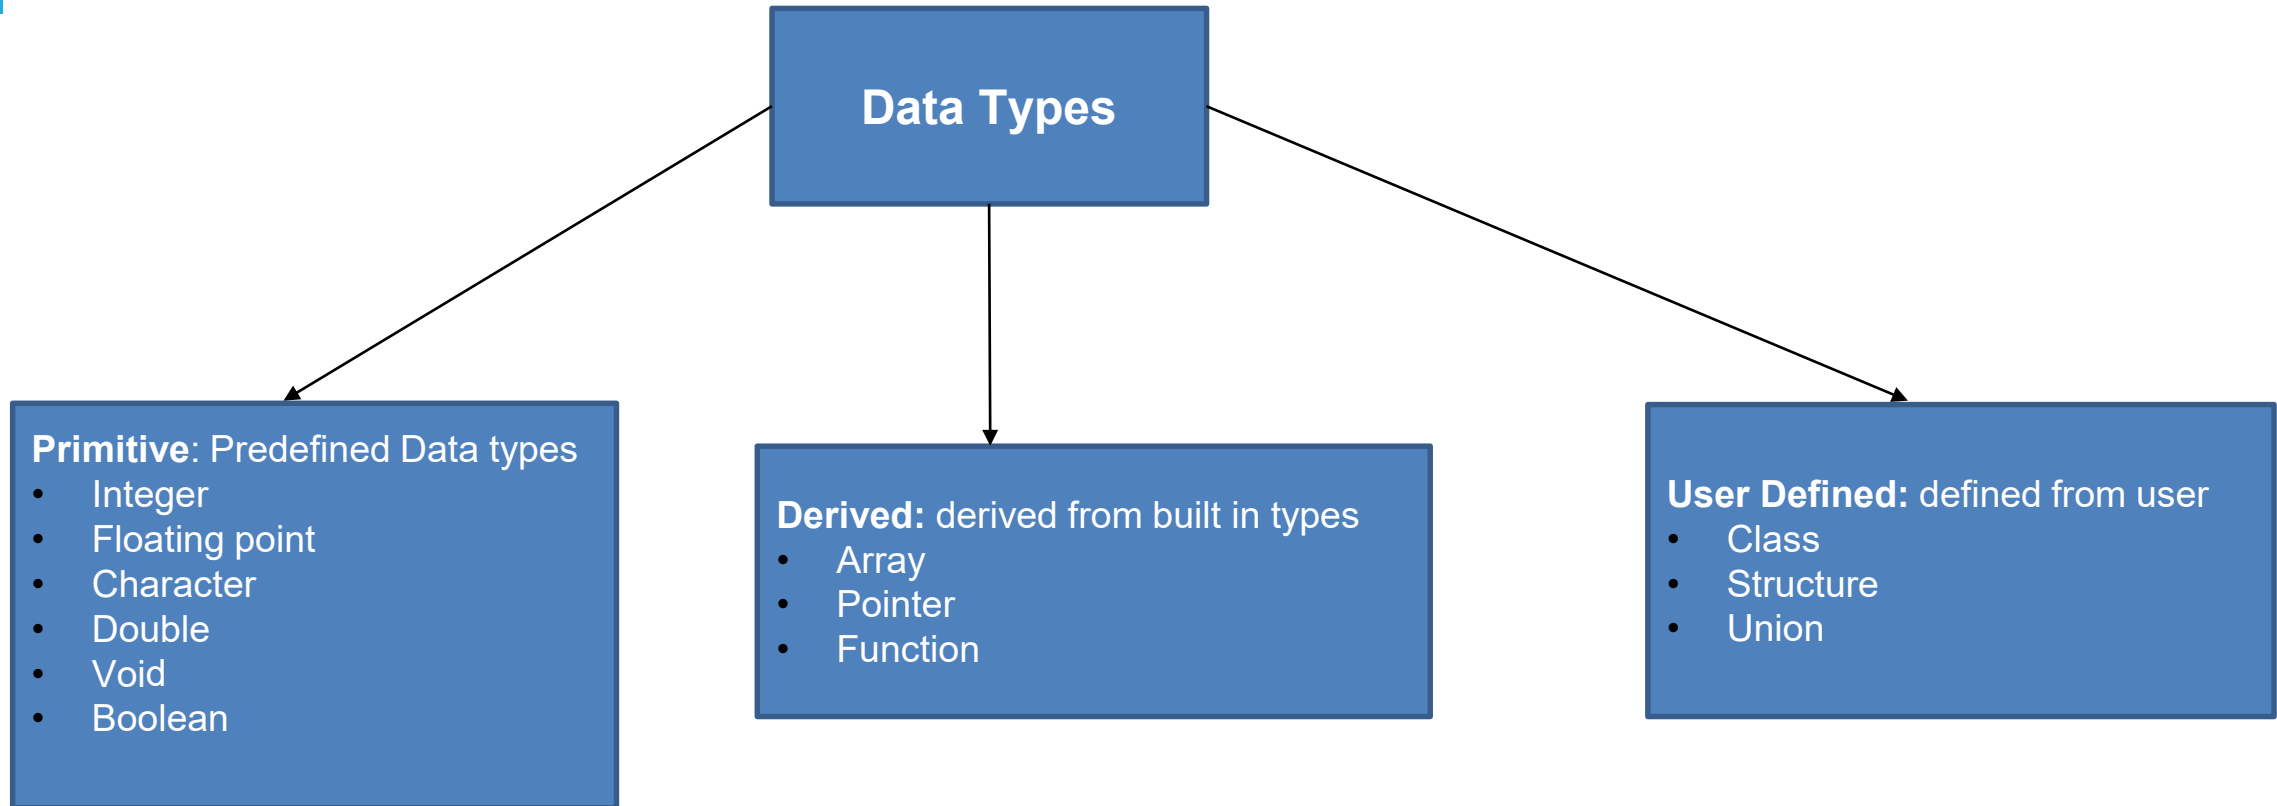 Data Types
Primitive: Predefined Data types
• Integer
• Floating point
• Character
• Double
• Void
• Boolean
Derived: derived from built in types
• Array
• Pointer
• Function
User Defined: defined from user
• Class
• Structure
• Union